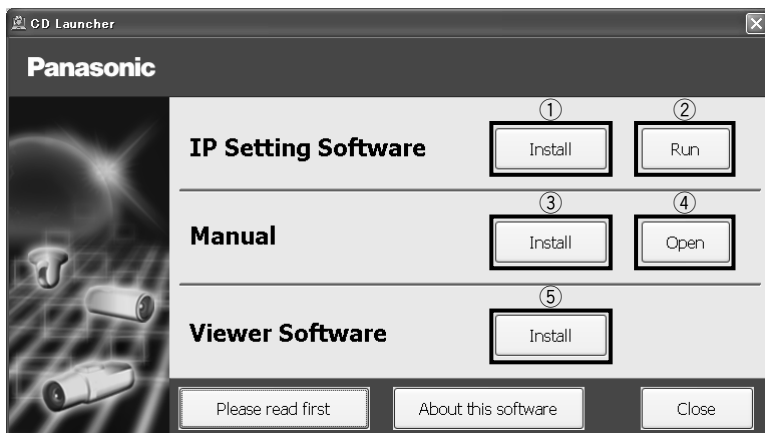 CD Launcher
Panasonic
① ②
IP Setting Software Install Run
③ ④
Manual Install Open
⑤
Viewer Software Install
Please read first About this software Close